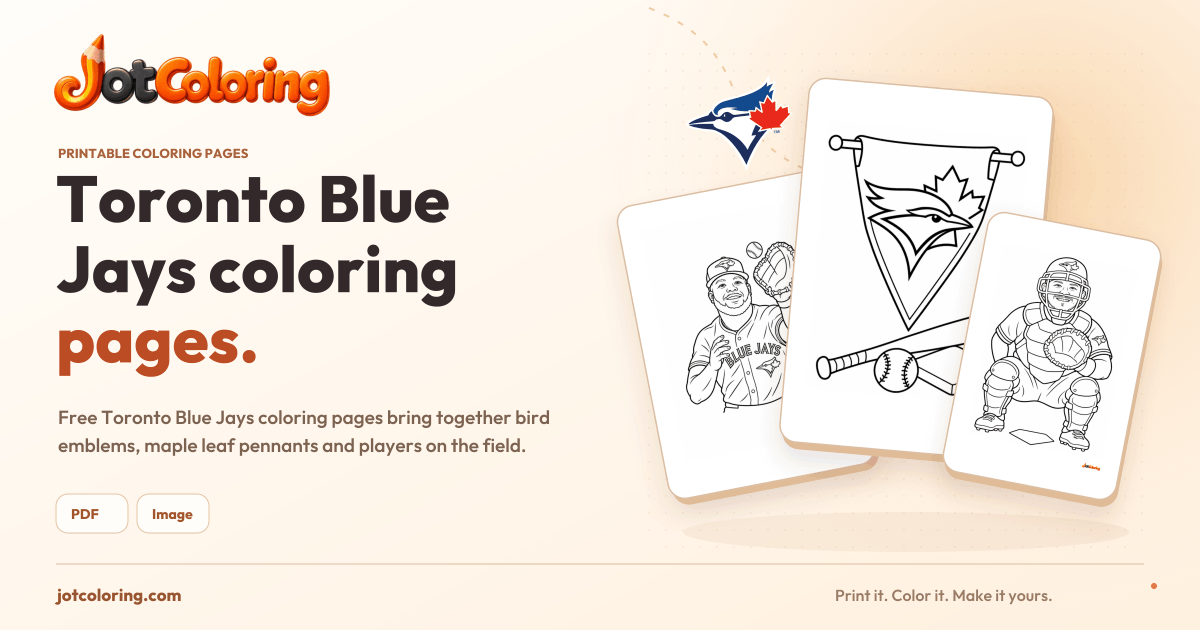 JotColoring
PRINTABLE COLORING PAGES
Toronto Blue
Jays coloring
pages.
Free Toronto Blue Jays coloring pages bring together bird
emblems, maple leaf pennants and players on the field.
PDF
Image
BLUE JAYS
JotColoring
jotcoloring.com
Print it. Color it. Make it yours.